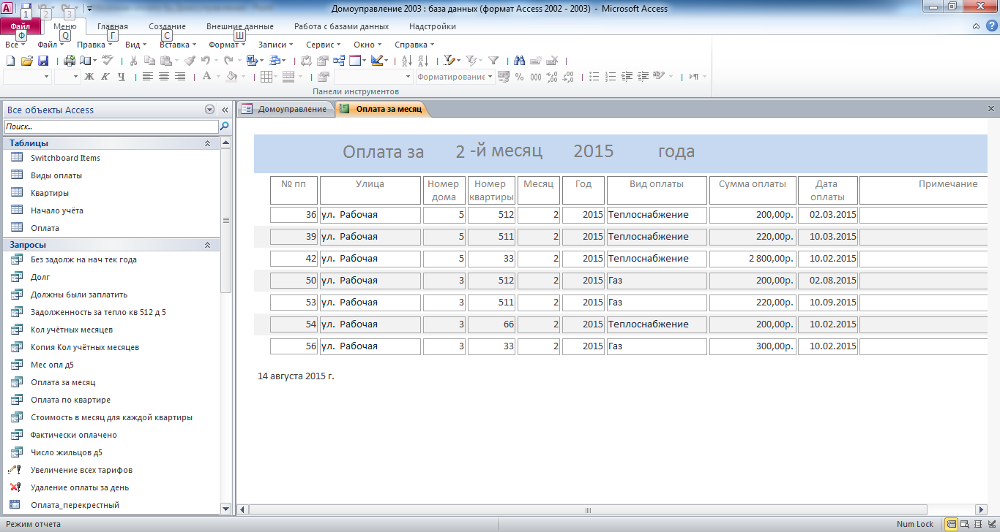 Домоуправление 2003 : база данных (формат Access 2002 - 2003) - Microsoft Access
1 2 3
Файл Меню Главная Создание Внешние данные Работа с базами данных Надстройки
Ф Q Г С Ш
Все Файл Правка Вид Вставка Формат Записи Сервис Окно Справка
Ж К Ч А Форматирование % 000
Панели инструментов
Все объекты Access «
Поиск...
Таблицы
Switchboard Items
Виды оплаты
Квартиры
Начало учёта
Оплата
Запросы
Без задолж на нач тек года
Долг
Должны были заплатить
Задолженность за тепло кв 512 д 5
Кол учётных месяцев
Копия Кол учётных месяцев
Мес опл д5
Оплата за месяц
Оплата по квартире
Стоимость в месяц для каждой квартиры
Фактически оплачено
Число жильцов д5
Увеличение всех тарифов
Удаление оплаты за день
Оплата_перекрестный
Домоуправление Оплата за месяц
Оплата за 2 -й месяц 2015 года
№ пп Улица Номер дома Номер квартиры Месяц Год Вид оплаты Сумма оплаты Дата оплаты Примечание
36 ул. Рабочая 5 512 2 2015 Теплоснабжение 200,00р. 02.03.2015
39 ул. Рабочая 5 511 2 2015 Теплоснабжение 220,00р. 10.03.2015
42 ул. Рабочая 5 33 2 2015 Теплоснабжение 2 800,00р. 10.02.2015
50 ул. Рабочая 3 512 2 2015 Газ 200,00р. 02.08.2015
53 ул. Рабочая 3 511 2 2015 Газ 220,00р. 10.09.2015
54 ул. Рабочая 3 66 2 2015 Теплоснабжение 200,00р. 10.02.2015
56 ул. Рабочая 3 33 2 2015 Газ 300,00р. 10.02.2015
14 августа 2015 г.
Режим отчета Num Lock